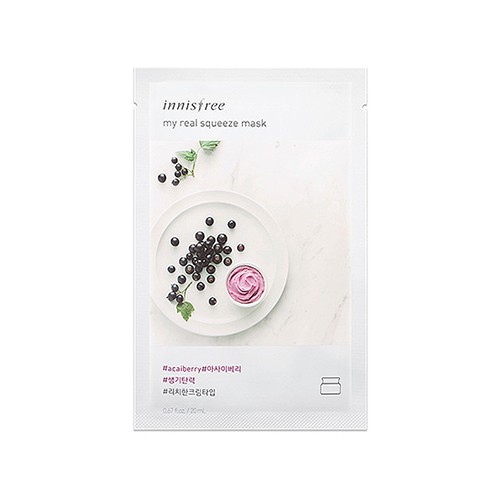 innisfree
my real squeeze mask
#acaiberry#아사이베리
#생기탄력
#리치한크림타입
0.67 fl oz. / 20 mL